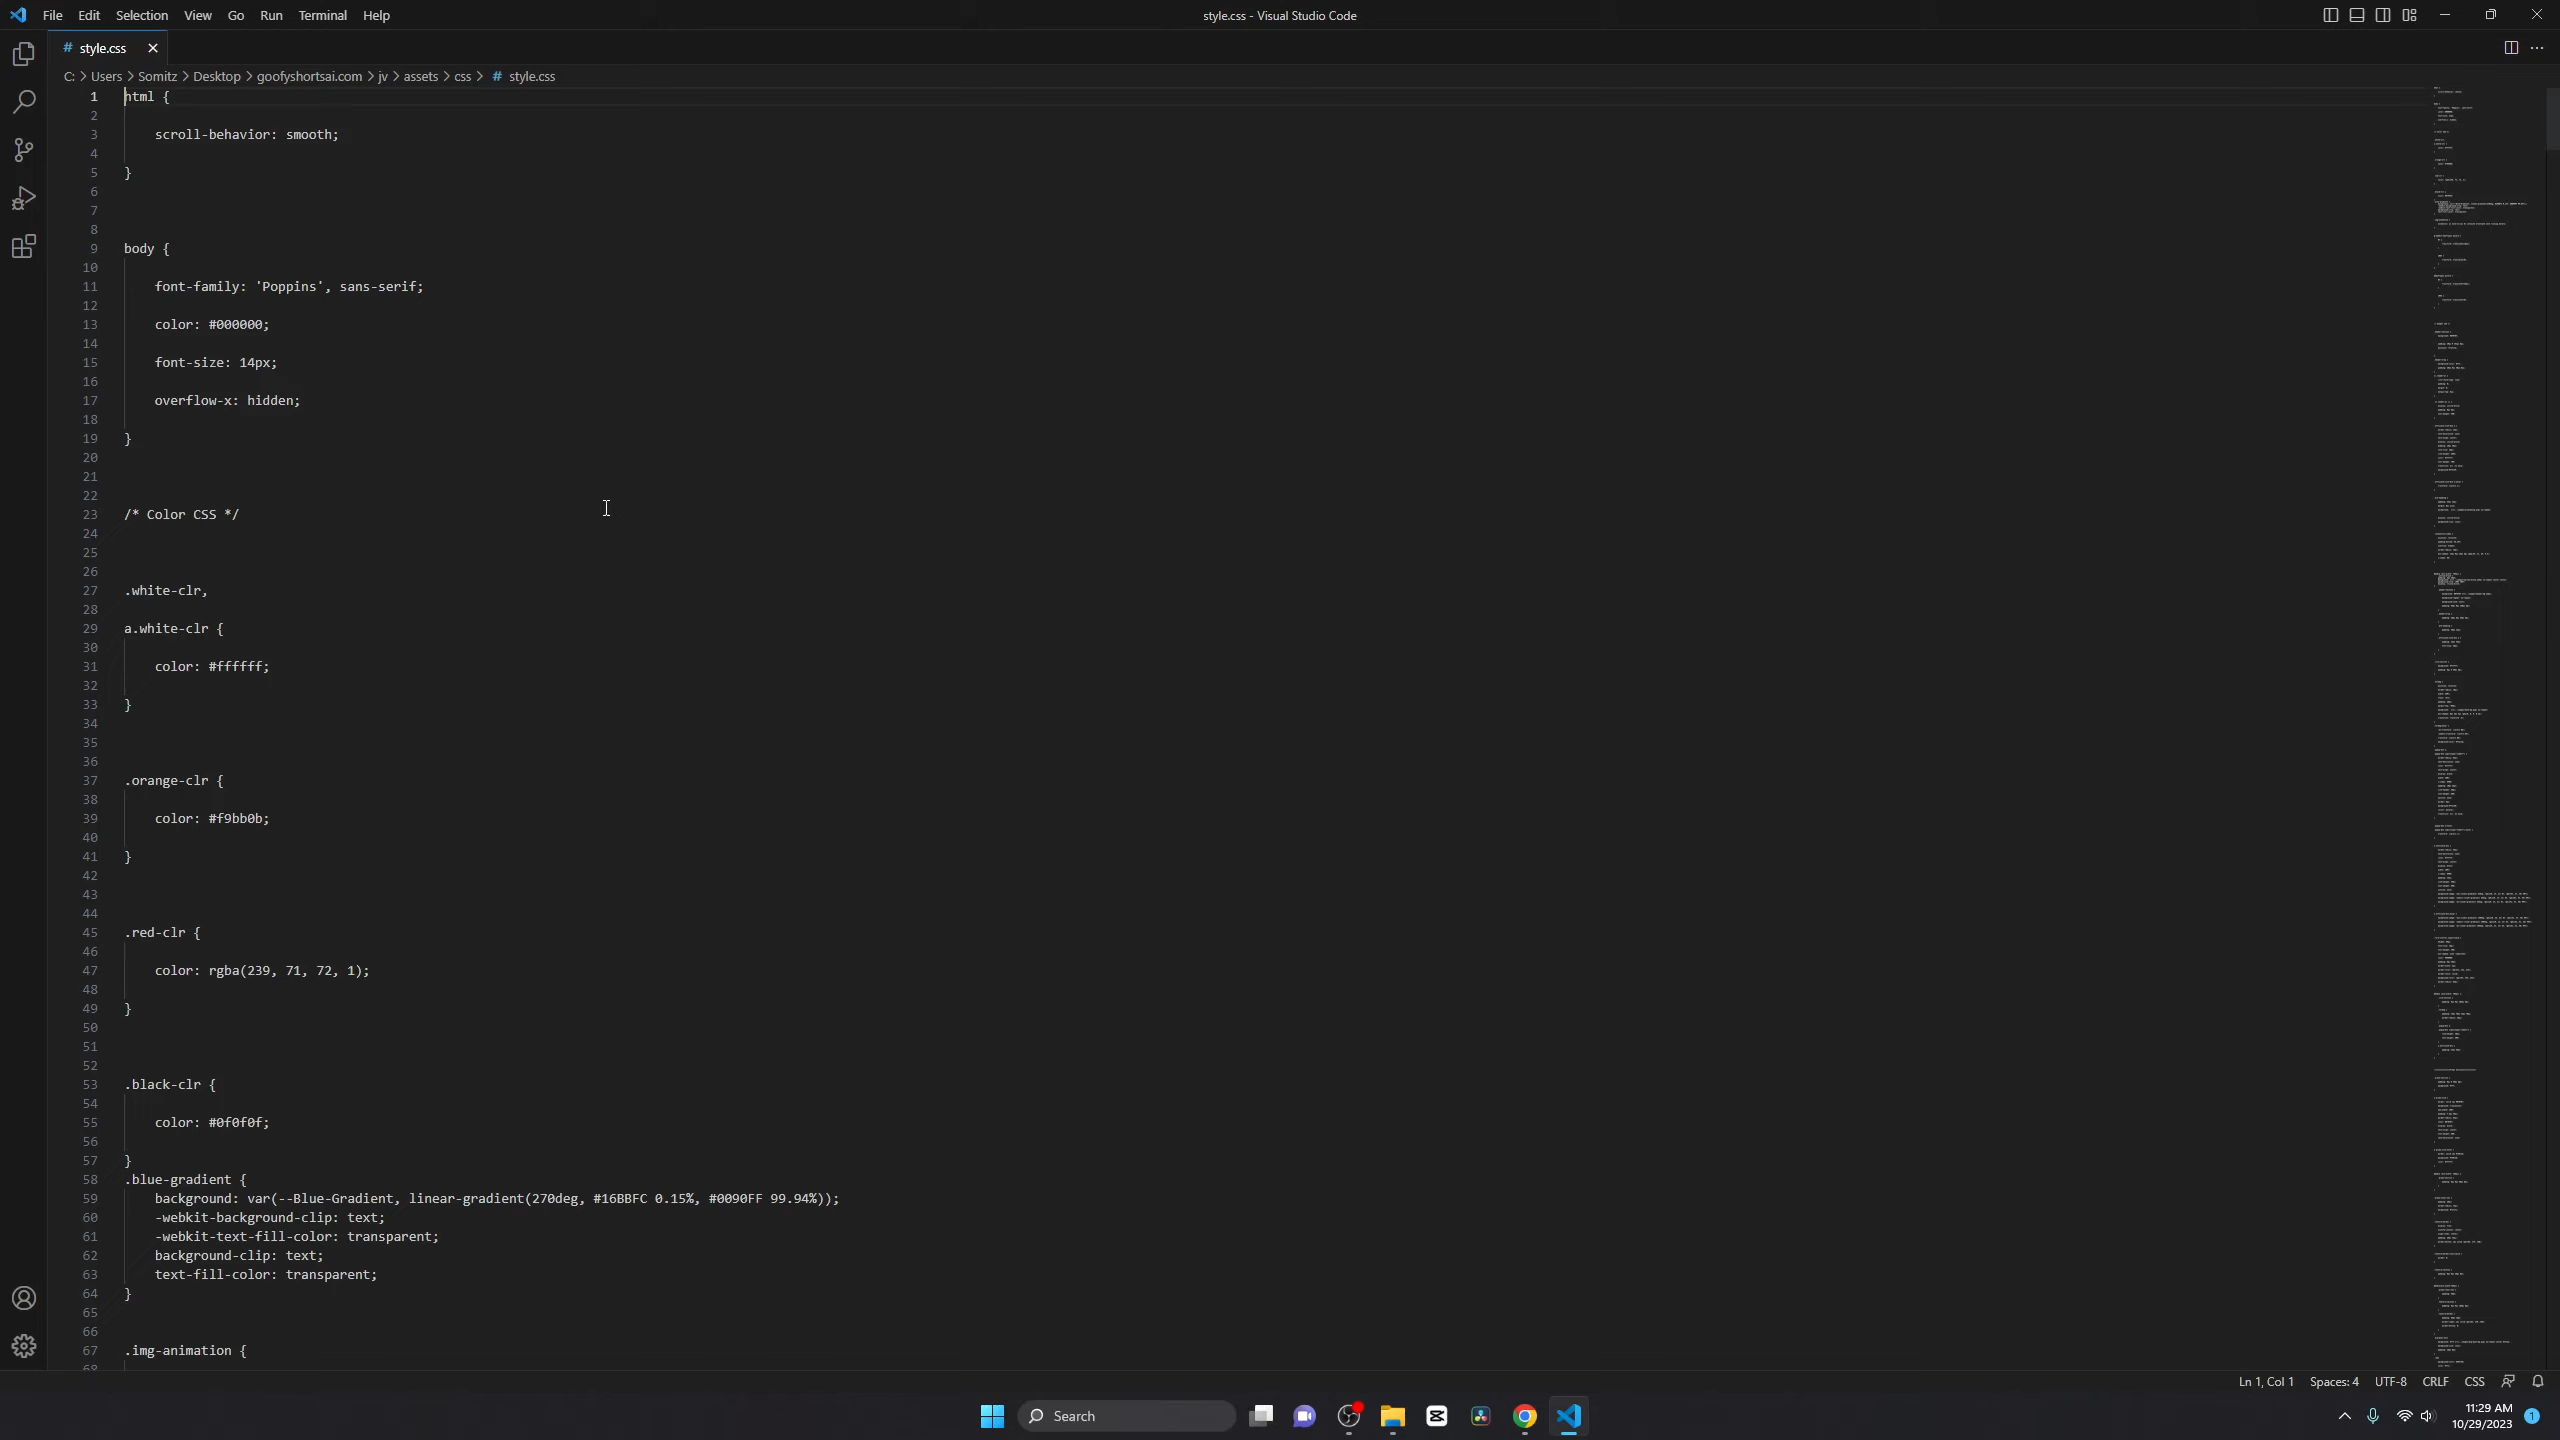 File Edit Selection View Go Run Terminal Help
style.css - Visual Studio Code
# style.css
C: > Users > Somitz > Desktop > goofyshortsai.com > jv > assets > css > # style.css
1 html {
2
3 scroll-behavior: smooth;
4
5 }
6
7
8
9 body {
10
11 font-family: 'Poppins', sans-serif;
12
13 color: #000000;
14
15 font-size: 14px;
16
17 overflow-x: hidden;
18
19 }
20
21
22
23 /* Color CSS */
24
25
26
27 .white-clr,
28
29 a.white-clr {
30
31 color: #ffffff;
32
33 }
34
35
36
37 .orange-clr {
38
39 color: #f9bb0b;
40
41 }
42
43
44
45 .red-clr {
46
47 color: rgba(239, 71, 72, 1);
48
49 }
50
51
52
53 .black-clr {
54
55 color: #0f0f0f;
56
57 }
58 .blue-gradient {
59 background: var(--Blue-Gradient, linear-gradient(270deg, #16BBFC 0.15%, #0090FF 99.94%));
60 -webkit-background-clip: text;
61 -webkit-text-fill-color: transparent;
62 background-clip: text;
63 text-fill-color: transparent;
64 }
65
66
67 .img-animation {
68
Ln 1, Col 1 Spaces: 4 UTF-8 CRLF CSS
Search
11:29 AM
10/29/2023
1